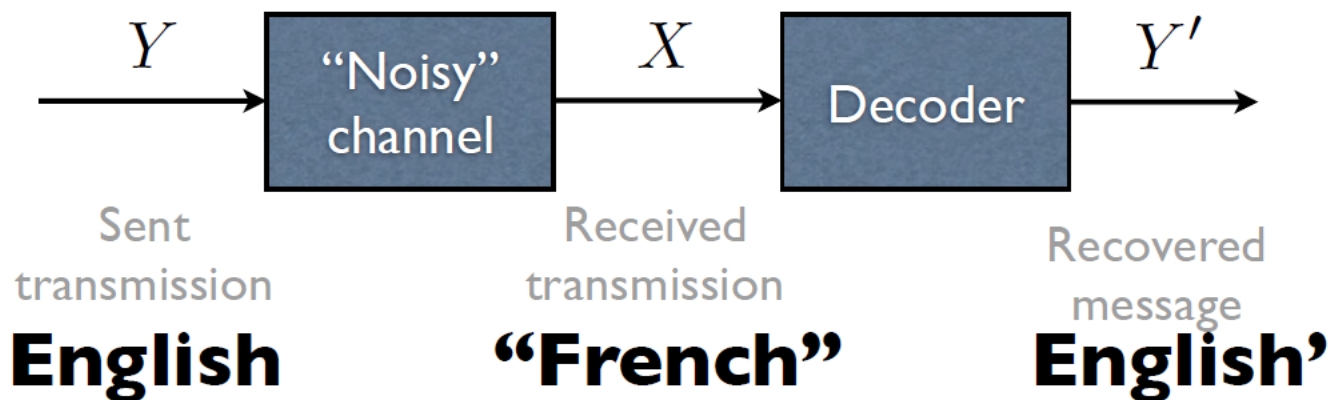 Y
“Noisy”
channel
X
Decoder
Y′
Sent
transmission
Received
transmission
Recovered
message
English
“French”
English’